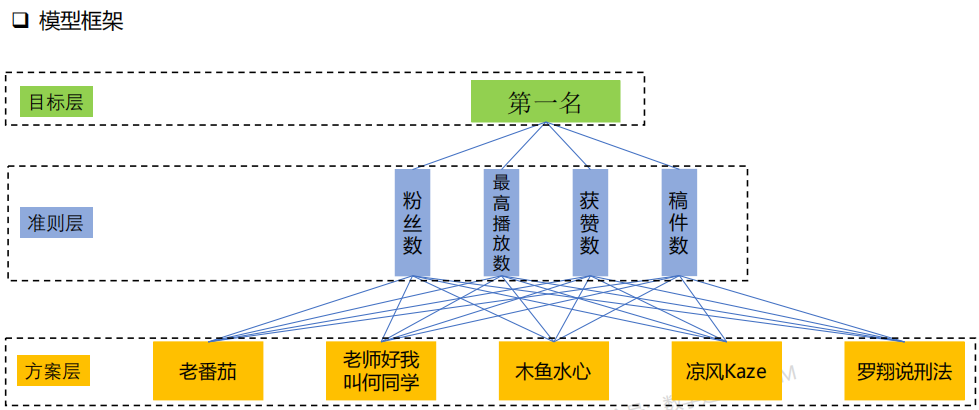 模型框架
目标层
第一名
准则层
粉丝数
最高播放数
获赞数
稿件数
方案层
老番茄
老师好我
叫何同学
木鱼水心
凉风Kaze
罗翔说刑法